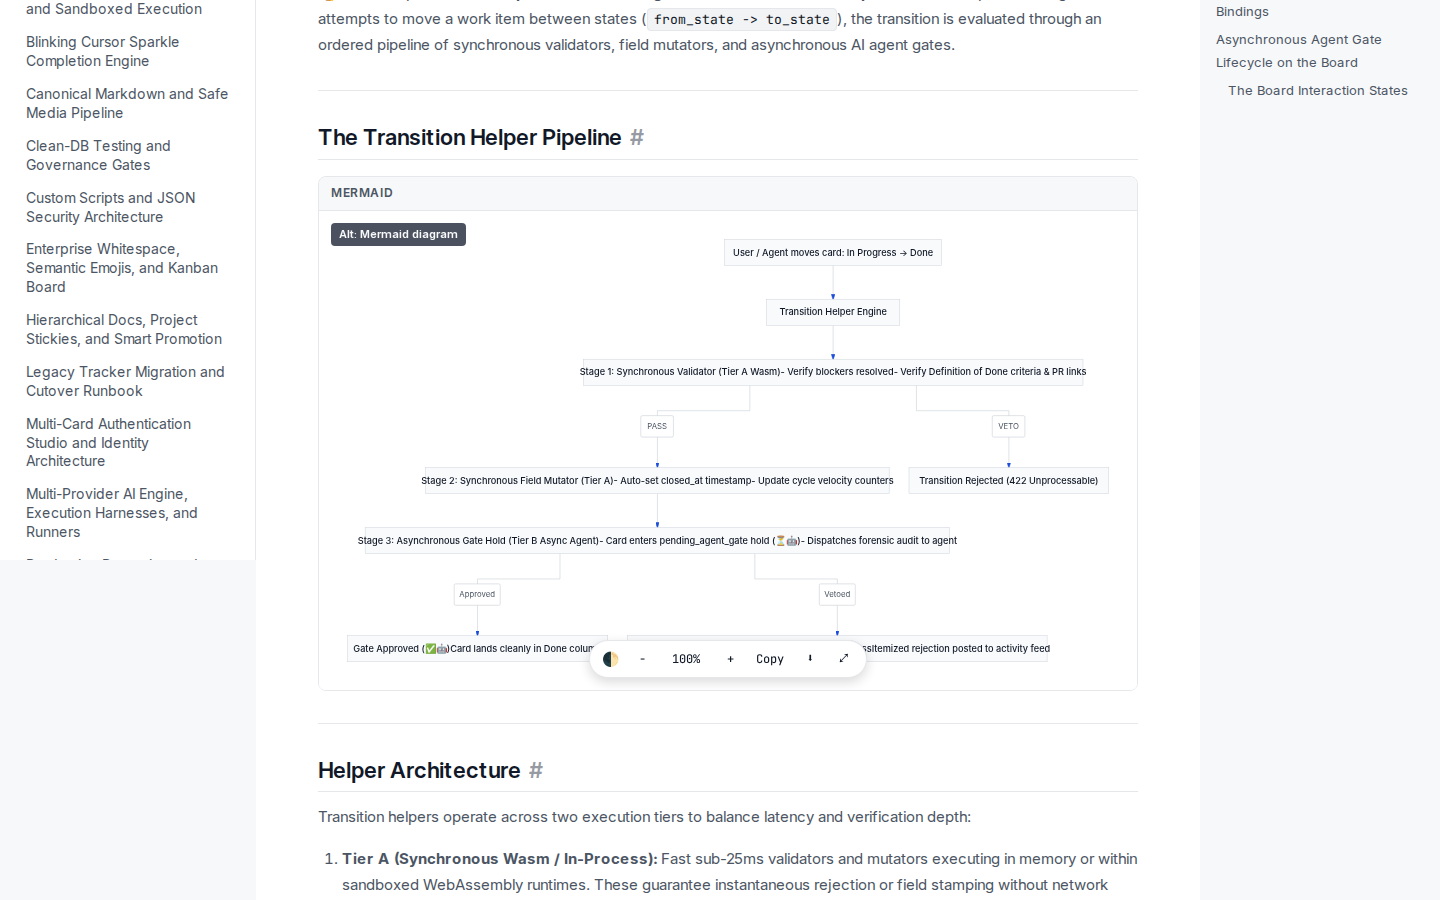 and Sandboxed Execution
Blinking Cursor Sparkle
Completion Engine
Canonical Markdown and Safe
Media Pipeline
Clean-DB Testing and
Governance Gates
Custom Scripts and JSON
Security Architecture
Enterprise Whitespace,
Semantic Emojis, and Kanban
Board
Hierarchical Docs, Project
Stickies, and Smart Promotion
Legacy Tracker Migration and
Cutover Runbook
Multi-Card Authentication
Studio and Identity
Architecture
Multi-Provider AI Engine,
Execution Harnesses, and
Runners
attempts to move a work item between states (from_state -> to_state), the transition is evaluated through an
ordered pipeline of synchronous validators, field mutators, and asynchronous AI agent gates.
The Transition Helper Pipeline #
MERMAID
Alt: Mermaid diagram
User / Agent moves card: In Progress → Done
Transition Helper Engine
Stage 1: Synchronous Validator (Tier A Wasm)- Verify blockers resolved- Verify Definition of Done criteria & PR links
PASS
VETO
Stage 2: Synchronous Field Mutator (Tier A)- Auto-set closed_at timestamp- Update cycle velocity counters
Transition Rejected (422 Unprocessable)
Stage 3: Asynchronous Gate Hold (Tier B Async Agent)- Card enters pending_agent_gate hold (⏳🤖)- Dispatches forensic audit to agent
Approved
Vetoed
Gate Approved (✅🤖)Card lands cleanly in Done
Itemized rejection posted to activity feed
- 100% + Copy
Helper Architecture #
Transition helpers operate across two execution tiers to balance latency and verification depth:
1. Tier A (Synchronous Wasm / In-Process): Fast sub-25ms validators and mutators executing in memory or within
sandboxed WebAssembly runtimes. These guarantee instantaneous rejection or field stamping without network
Bindings
Asynchronous Agent Gate
Lifecycle on the Board
The Board Interaction States